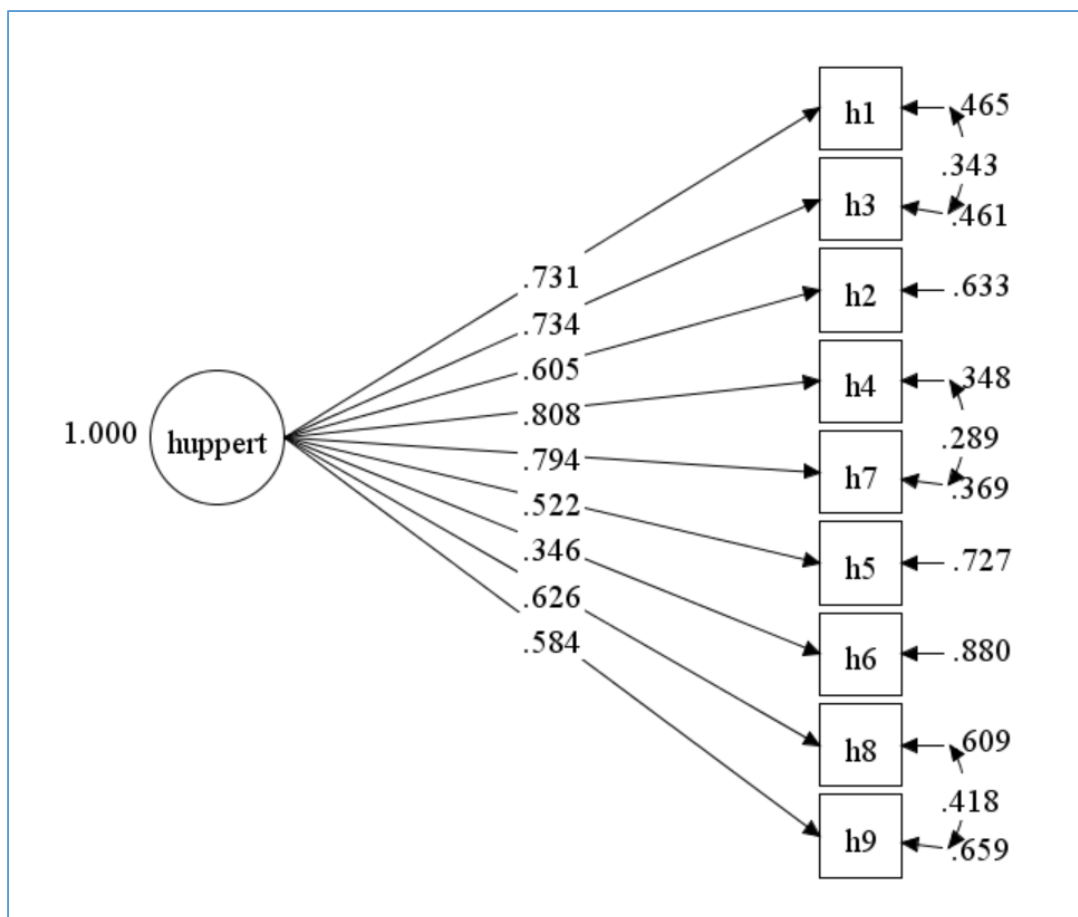 h1
.465
.343
h3
.461
.731
h2
.633
.734
.605
h4
.348
.808
1.000
huppert
.289
.794
h7
.369
.522
h5
.727
.346
.626
h6
.880
.584
h8
.609
.418
h9
.659